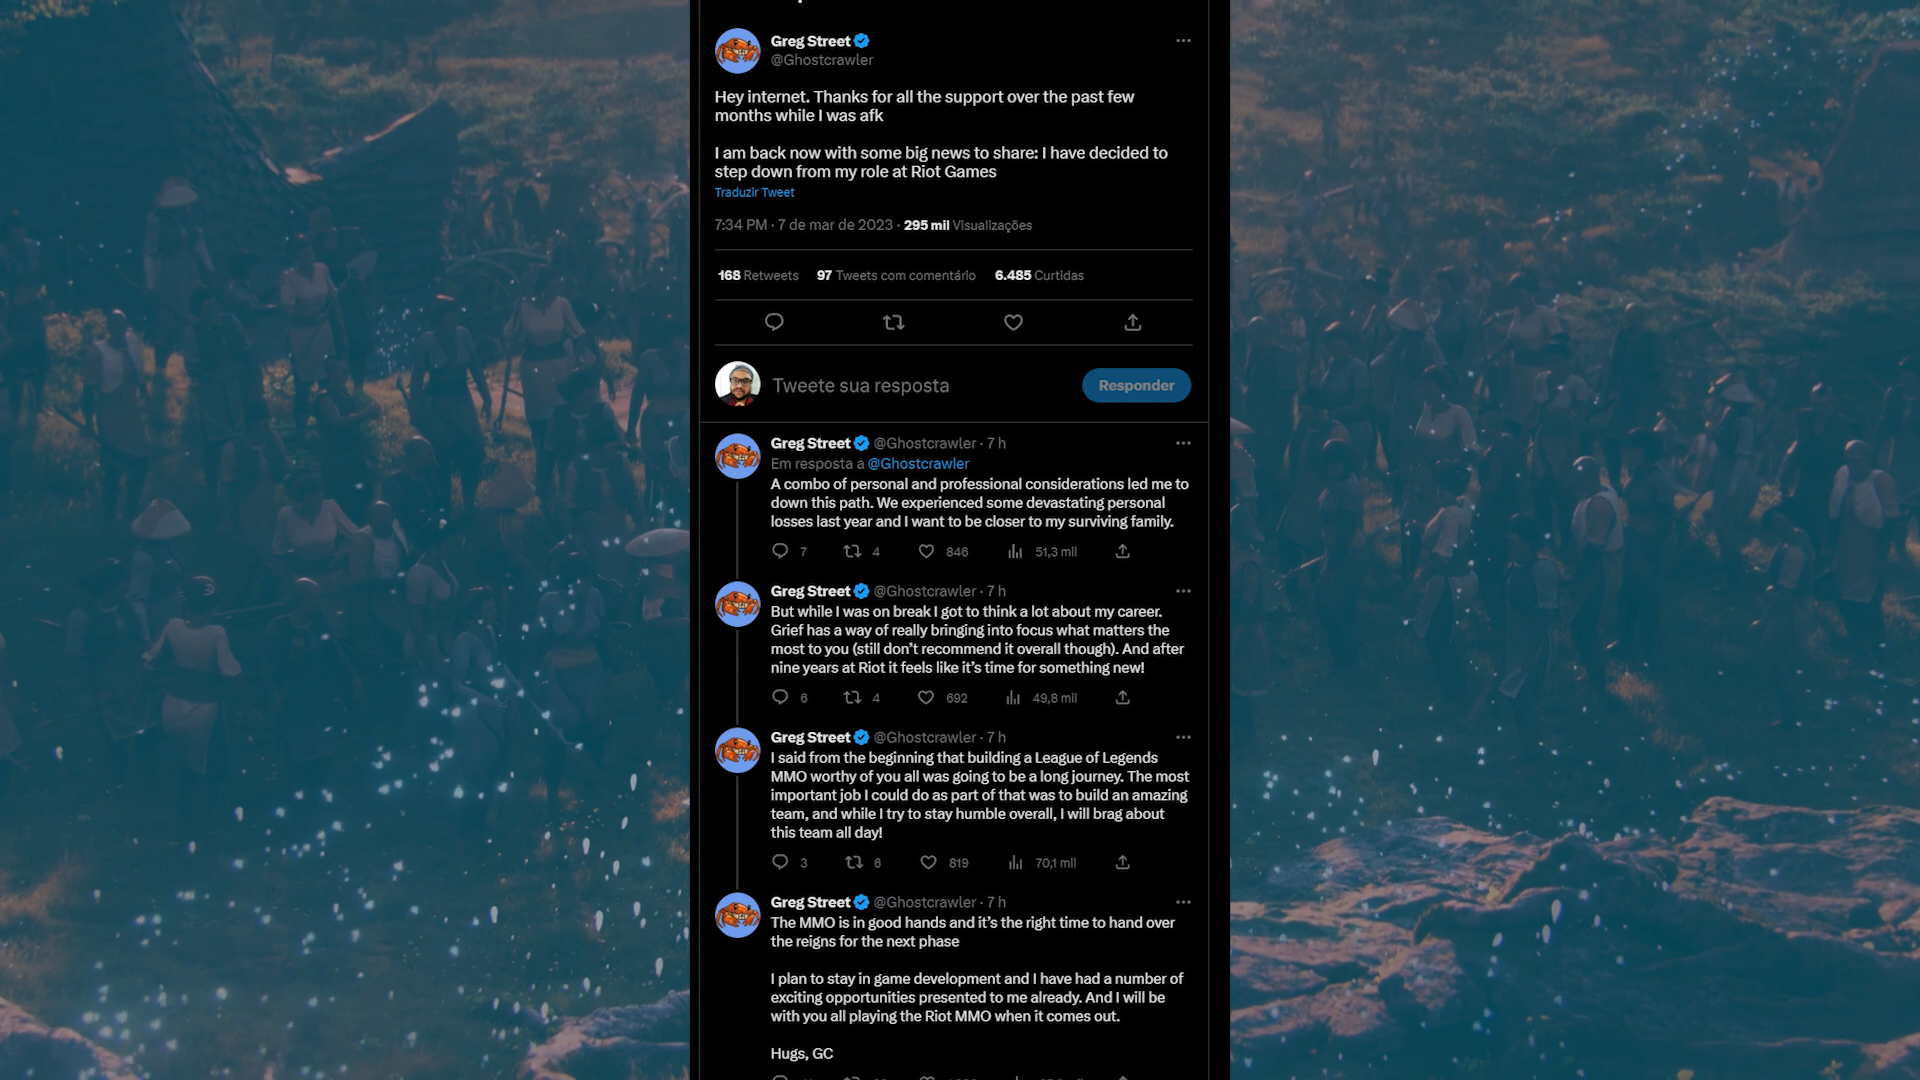 Greg Street
@Ghostcrawler
Hey internet. Thanks for all the support over the past few
months while I was afk
I am back now with some big news to share: I have decided to
step down from my role at Riot Games
Traduzir Tweet
7:34 PM · 7 de mar de 2023 · 295 mil Visualizações
168 Retweets 97 Tweets com comentário 6.485 Curtidas
Tweete sua resposta Responder
Greg Street @Ghostcrawler · 7 h
Em resposta a @Ghostcrawler
A combo of personal and professional considerations led me to
down this path. We experienced some devastating personal
losses last year and I want to be closer to my surviving family.
7 4 846 51,3 mil
Greg Street @Ghostcrawler · 7 h
But while I was on break I got to think a lot about my career.
Grief has a way of really bringing into focus what matters the
most to you (still don’t recommend it overall though). And after
nine years at Riot it feels like it’s time for something new!
6 4 692 49,8 mil
Greg Street @Ghostcrawler · 7 h
I said from the beginning that building a League of Legends
MMO worthy of you all was going to be a long journey. The most
important job I could do as part of that was to build an amazing
team, and while I try to stay humble overall, I will brag about
this team all day!
3 6 819 70,1 mil
Greg Street @Ghostcrawler · 7 h
The MMO is in good hands and it’s the right time to hand over
the reigns for the next phase
I plan to stay in game development and I have had a number of
exciting opportunities presented to me already. And I will be
with you all playing the Riot MMO when it comes out.
Hugs, GC